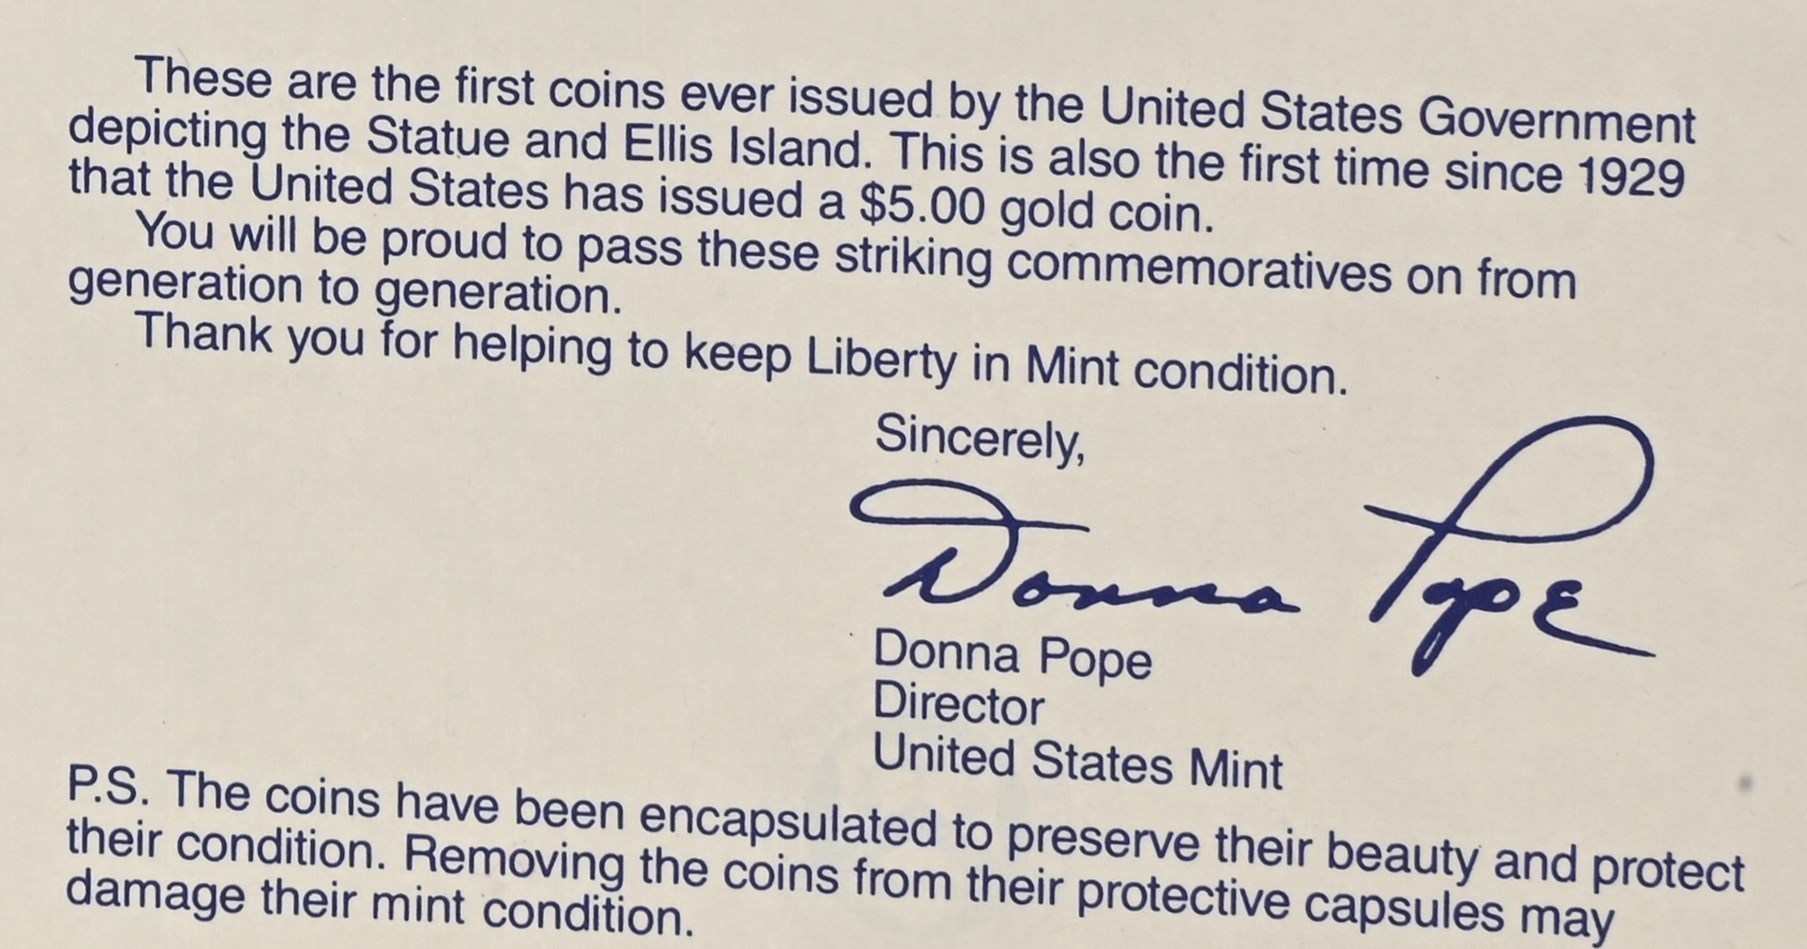 These are the first coins ever issued by the United States Government
depicting the Statue and Ellis Island. This is also the first time since 1929
that the United States has issued a $5.00 gold coin.
You will be proud to pass these striking commemoratives on from
generation to generation.
Thank you for helping to keep Liberty in Mint condition.
Sincerely,
Donna Pope
Donna Pope
Director
United States Mint
P.S. The coins have been encapsulated to preserve their beauty and protect
their condition. Removing the coins from their protective capsules may
damage their mint condition.